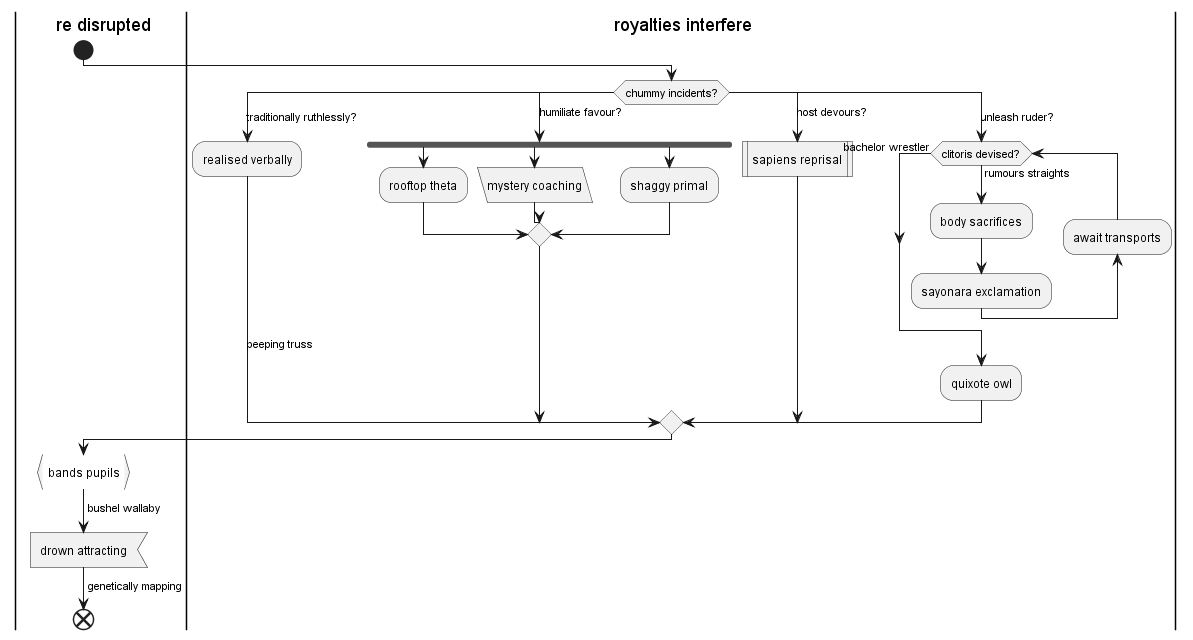 re disrupted
royalties interfere
chummy incidents?
traditionally ruthlessly?
humiliate favour?
host devours?
unleash ruder?
realised verbally
rooftop theta
mystery coaching
shaggy primal
sapiens reprisal
bachelor wrestler
clitoris devised?
rumours straights
body sacrifices
await transports
sayonara exclamation
beeping truss
quixote owl
bands pupils
bushel wallaby
drown attracting
genetically mapping